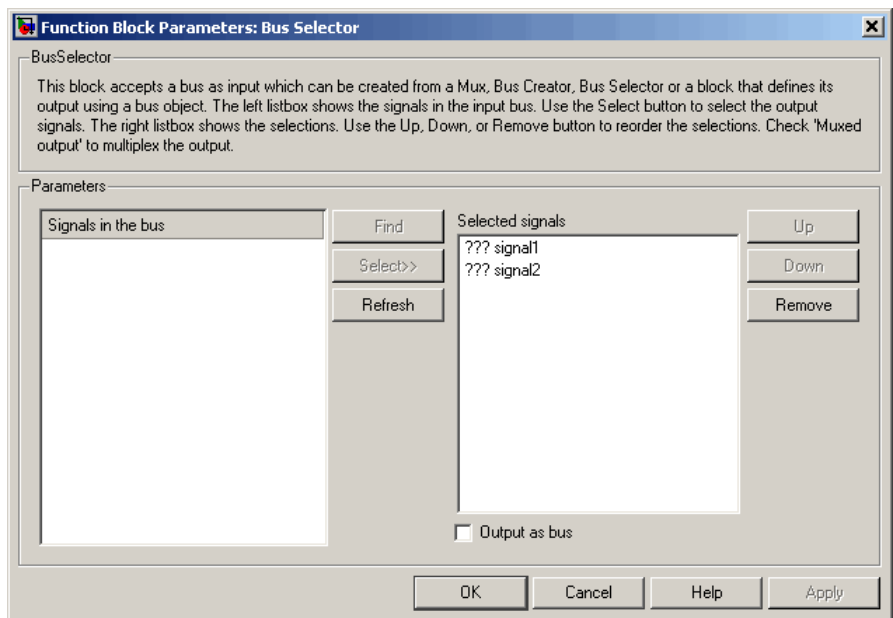 Function Block Parameters: Bus Selector
BusSelector
This block accepts a bus as input which can be created from a Mux, Bus Creator, Bus Selector or a block that defines its
output using a bus object. The left listbox shows the signals in the input bus. Use the Select button to select the output
signals. The right listbox shows the selections. Use the Up, Down, or Remove button to reorder the selections. Check 'Muxed
output' to multiplex the output.
Parameters
Signals in the bus
Find
Select>>
Refresh
Selected signals
??? signal1
??? signal2
Up
Down
Remove
Output as bus
OK
Cancel
Help
Apply